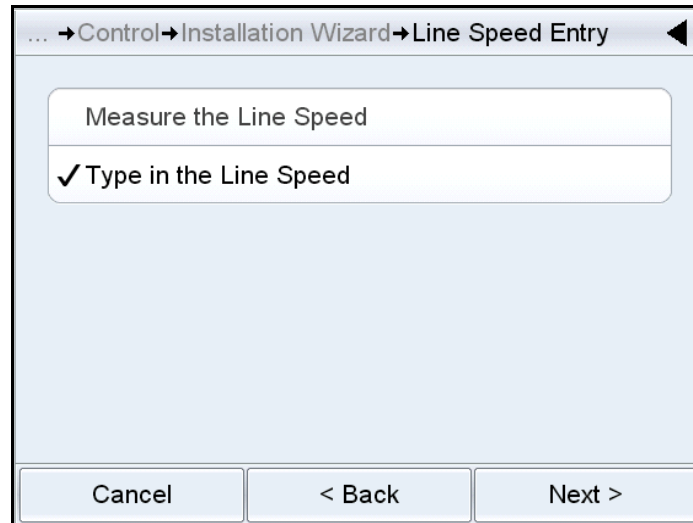 ... →Control→Installation Wizard→Line Speed Entry
Measure the Line Speed
✓ Type in the Line Speed
Cancel
< Back
Next >